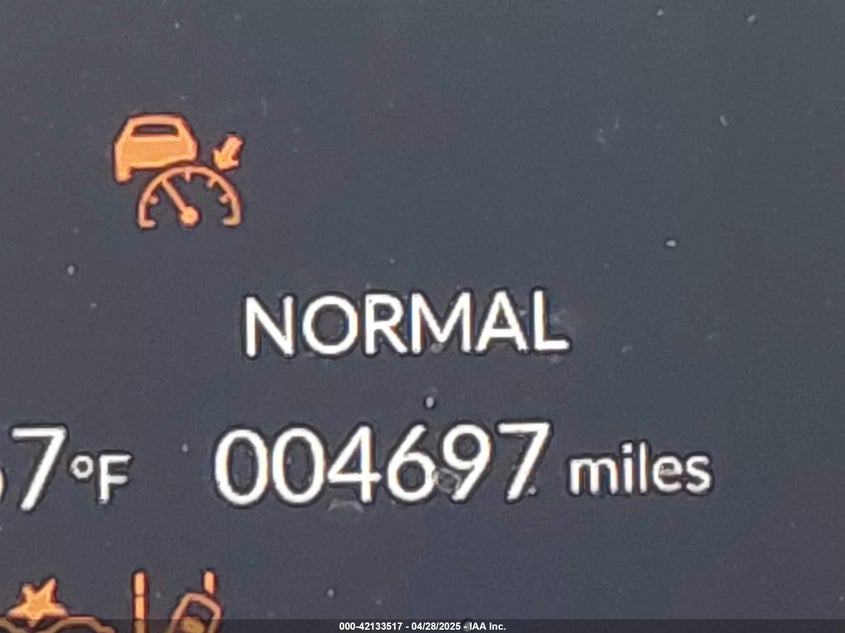 NORMAL
7°F 004697 miles
000-42133517 - 04/28/2025 - IAA Inc.